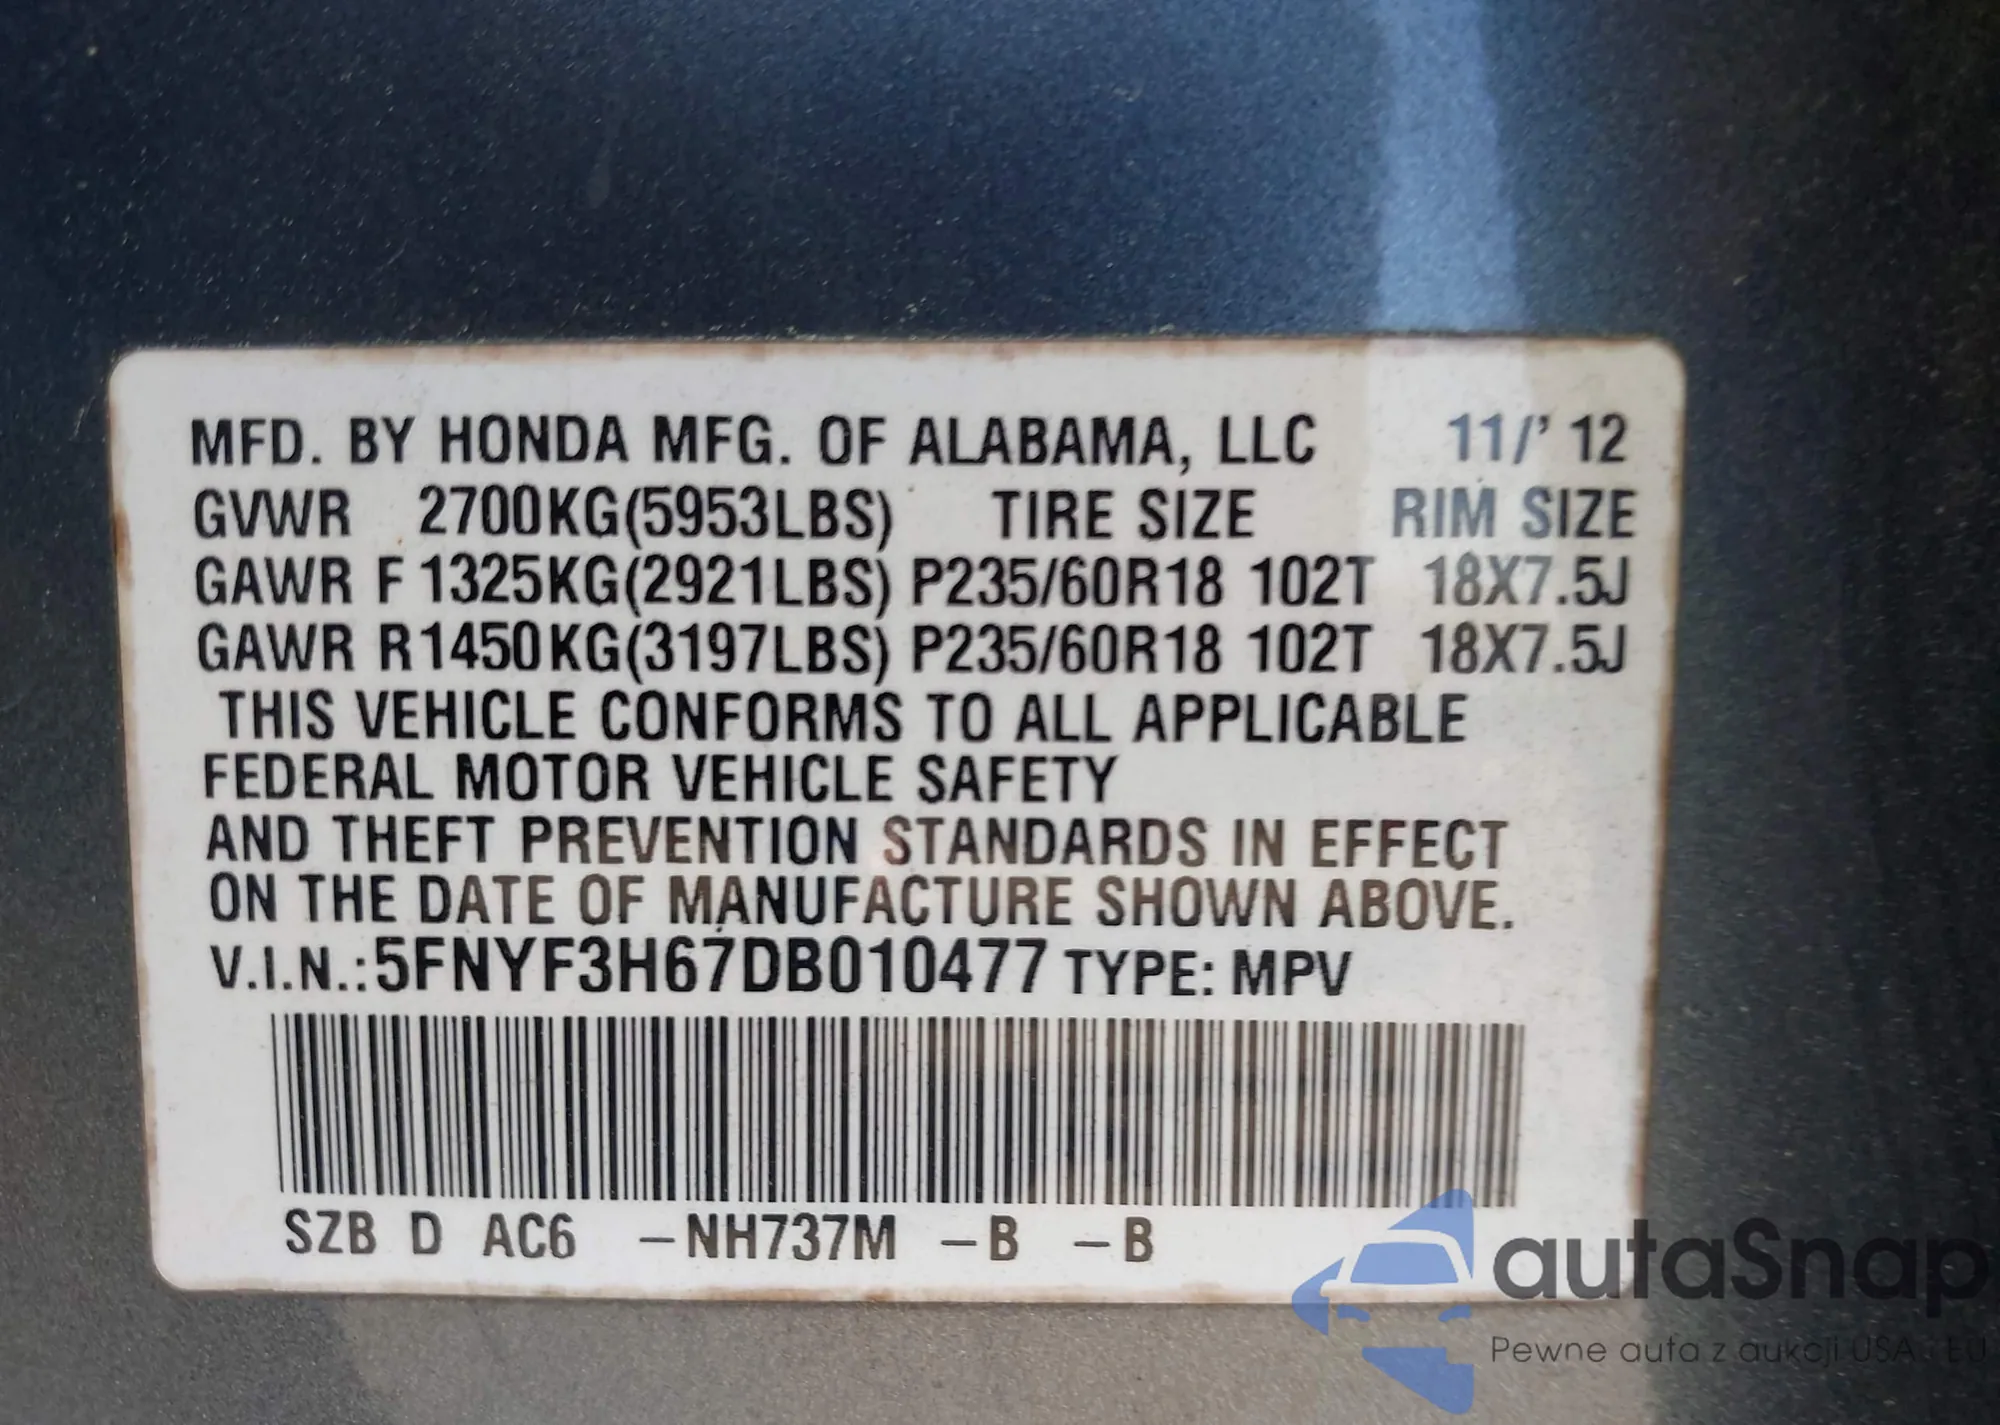 MFD. BY HONDA MFG. OF ALABAMA, LLC 11/' 12
GVWR 2700KG(5953LBS) TIRE SIZE RIM SIZE
GAWR F 1325KG(2921LBS) P235/60R18 102T 18X7.5J
GAWR R1450KG(3197LBS) P235/60R18 102T 18X7.5J
THIS VEHICLE CONFORMS TO ALL APPLICABLE
FEDERAL MOTOR VEHICLE SAFETY
AND THEFT PREVENTION STANDARDS IN EFFECT
ON THE DATE OF MANUFACTURE SHOWN ABOVE.
V.I.N.:5FNYF3H67DB010477 TYPE: MPV
SZB D AC6 –NH737M –B –B
autaSnap
Pewne auta z aukcji USA i EU